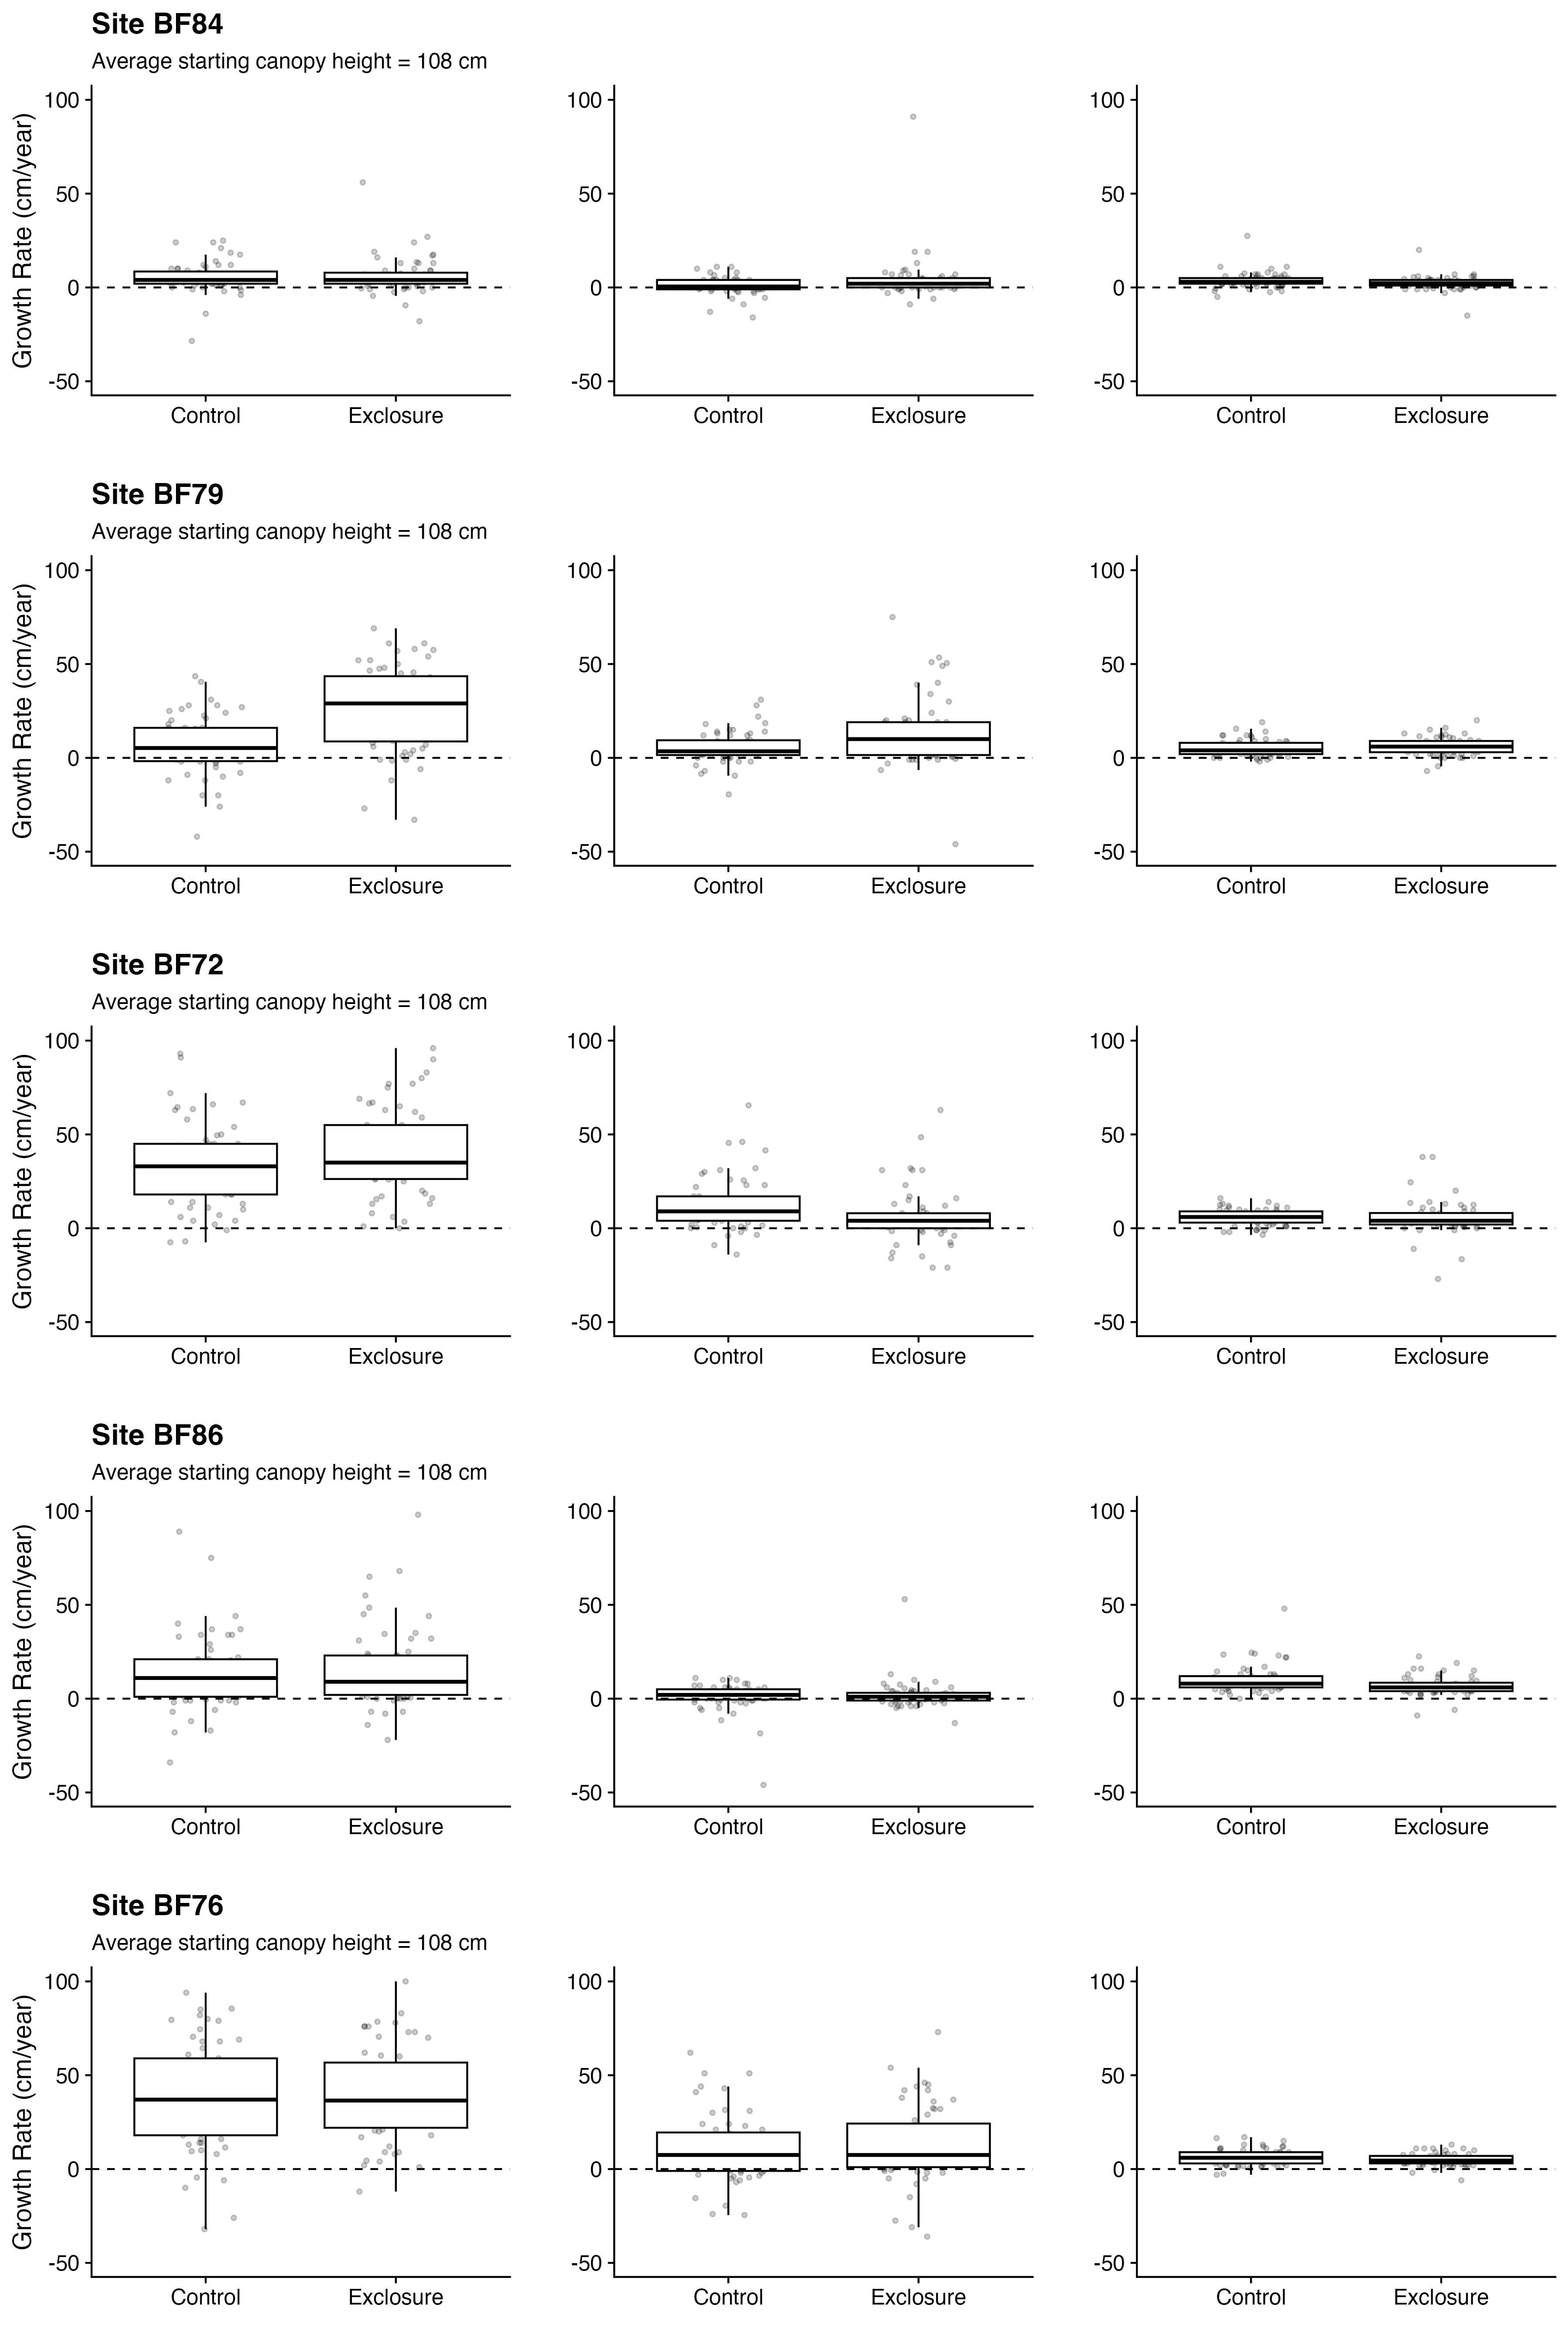 Site BF84
Average starting canopy height = 108 cm
Growth Rate (cm/year)
100
50
0
-50
Control
Exclosure
100
50
0
-50
Control
Exclosure
100
50
0
-50
Control
Exclosure
Site BF79
Average starting canopy height = 108 cm
Growth Rate (cm/year)
100
50
0
-50
Control
Exclosure
100
50
0
-50
Control
Exclosure
100
50
0
-50
Control
Exclosure
Site BF72
Average starting canopy height = 108 cm
Growth Rate (cm/year)
100
50
0
-50
Control
Exclosure
100
50
0
-50
Control
Exclosure
100
50
0
-50
Control
Exclosure
Site BF86
Average starting canopy height = 108 cm
Growth Rate (cm/year)
100
50
0
-50
Control
Exclosure
100
50
0
-50
Control
Exclosure
100
50
0
-50
Control
Exclosure
Site BF76
Average starting canopy height = 108 cm
Growth Rate (cm/year)
100
50
0
-50
Control
Exclosure
100
50
0
-50
Control
Exclosure
100
50
0
-50
Control
Exclosure